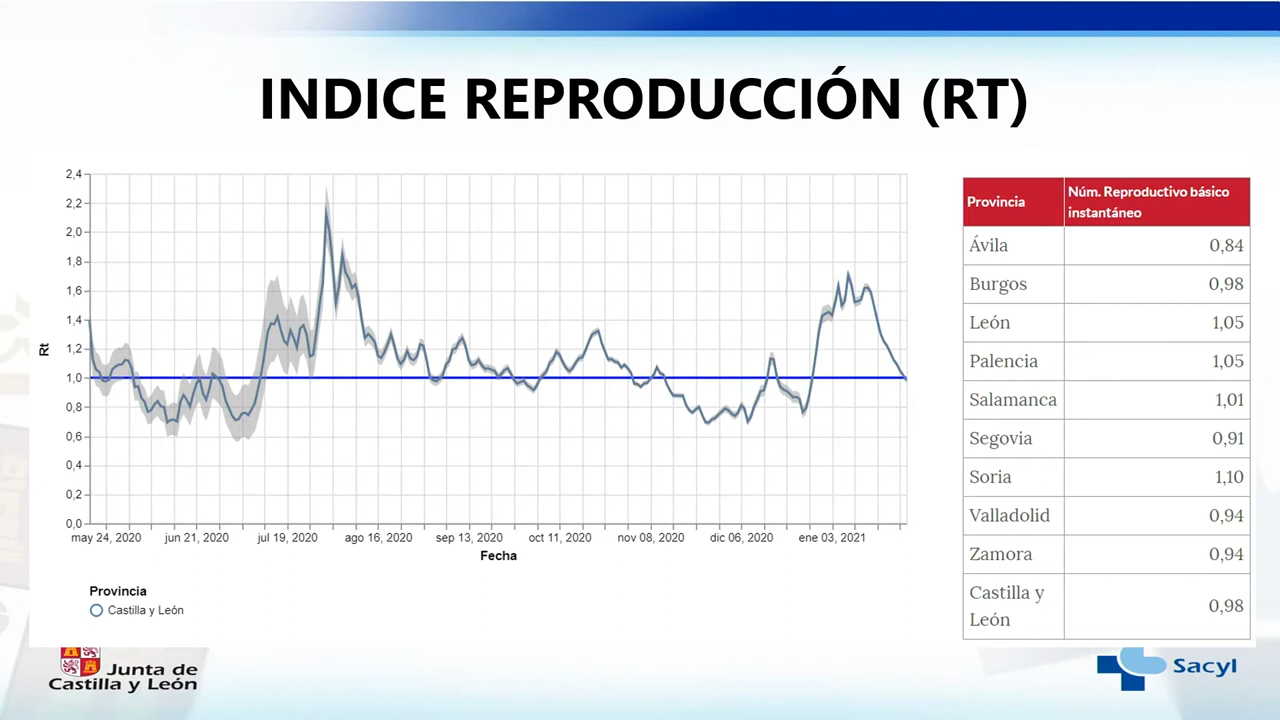 INDICE REPRODUCCIÓN (RT)
2,4
2,2
2,0
1,8
1,6
1,4
1,2
1,0
0,8
0,6
0,4
0,2
0,0
Rt
may 24, 2020 jun 21, 2020 jul 19, 2020 ago 16, 2020 sep 13, 2020 oct 11, 2020 nov 08, 2020 dic 06, 2020 ene 03, 2021
Fecha
Provincia
Castilla y León
Provincia Núm. Reproductivo básico
instantáneo
Ávila 0,84
Burgos 0,98
León 1,05
Palencia 1,05
Salamanca 1,01
Segovia 0,91
Soria 1,10
Valladolid 0,94
Zamora 0,94
Castilla y
León 0,98
Junta de
Castilla y León
Sacyl